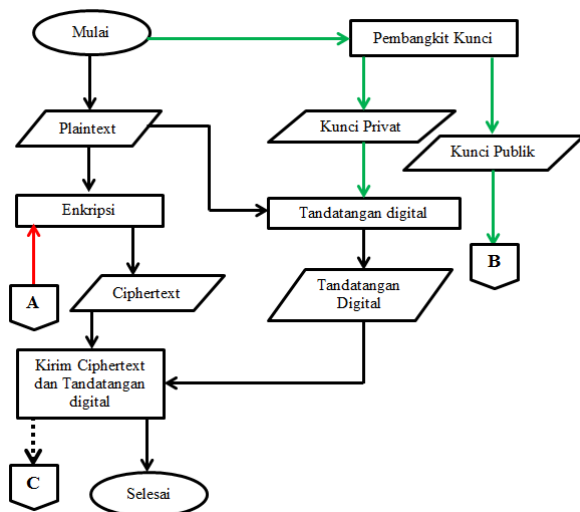 Mulai
Pembangkit Kunci
Plaintext
Kunci Privat
Kunci Publik
Enkripsi
Tandatangan digital
A
Ciphertext
Tandatangan
Digital
B
Kirim Ciphertext
dan Tandatangan
digital
C
Selesai